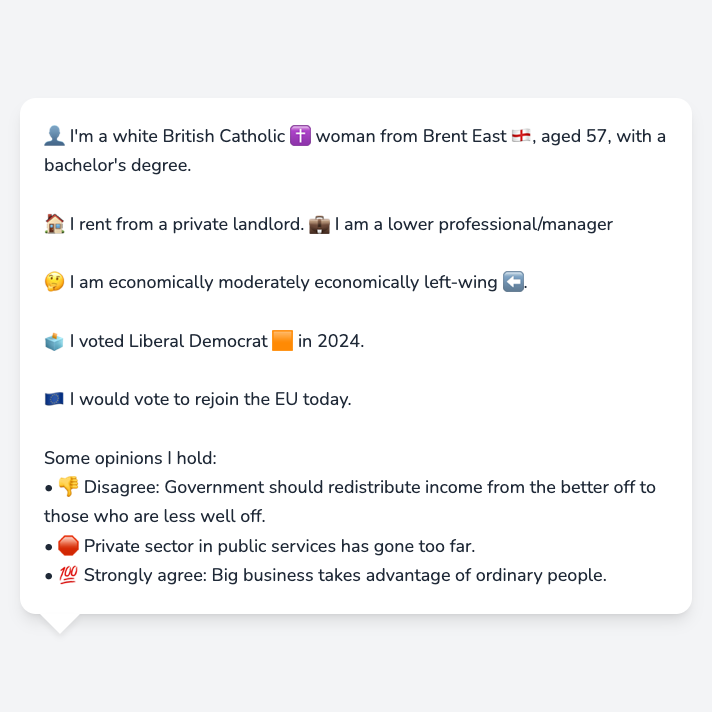 👤 I'm a white British Catholic ✝️ woman from Brent East 🏴󠁧󠁢󠁥󠁮󠁧󠁿, aged 57, with a
bachelor's degree.
🏠 I rent from a private landlord. 💼 I am a lower professional/manager
🤔 I am economically moderately economically left-wing ⬅️.
🗳️ I voted Liberal Democrat 🟧 in 2024.
🇪🇺 I would vote to rejoin the EU today.
Some opinions I hold:
• 👎 Disagree: Government should redistribute income from the better off to
those who are less well off.
• 🛑 Private sector in public services has gone too far.
• 💯 Strongly agree: Big business takes advantage of ordinary people.